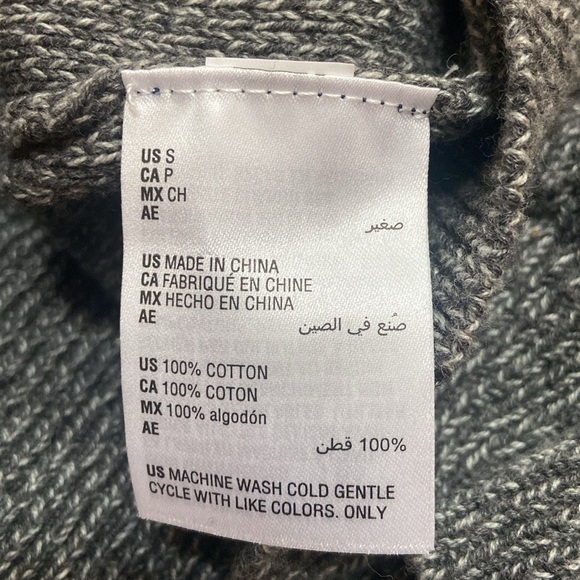 US S
CA P
MX CH
AE
صغير
US MADE IN CHINA
CA FABRIQUÉ EN CHINE
MX HECHO EN CHINA
AE
صُنع في الصين
US 100% COTTON
CA 100% COTON
MX 100% algodón
AE
100% قطن
US MACHINE WASH COLD GENTLE
CYCLE WITH LIKE COLORS. ONLY